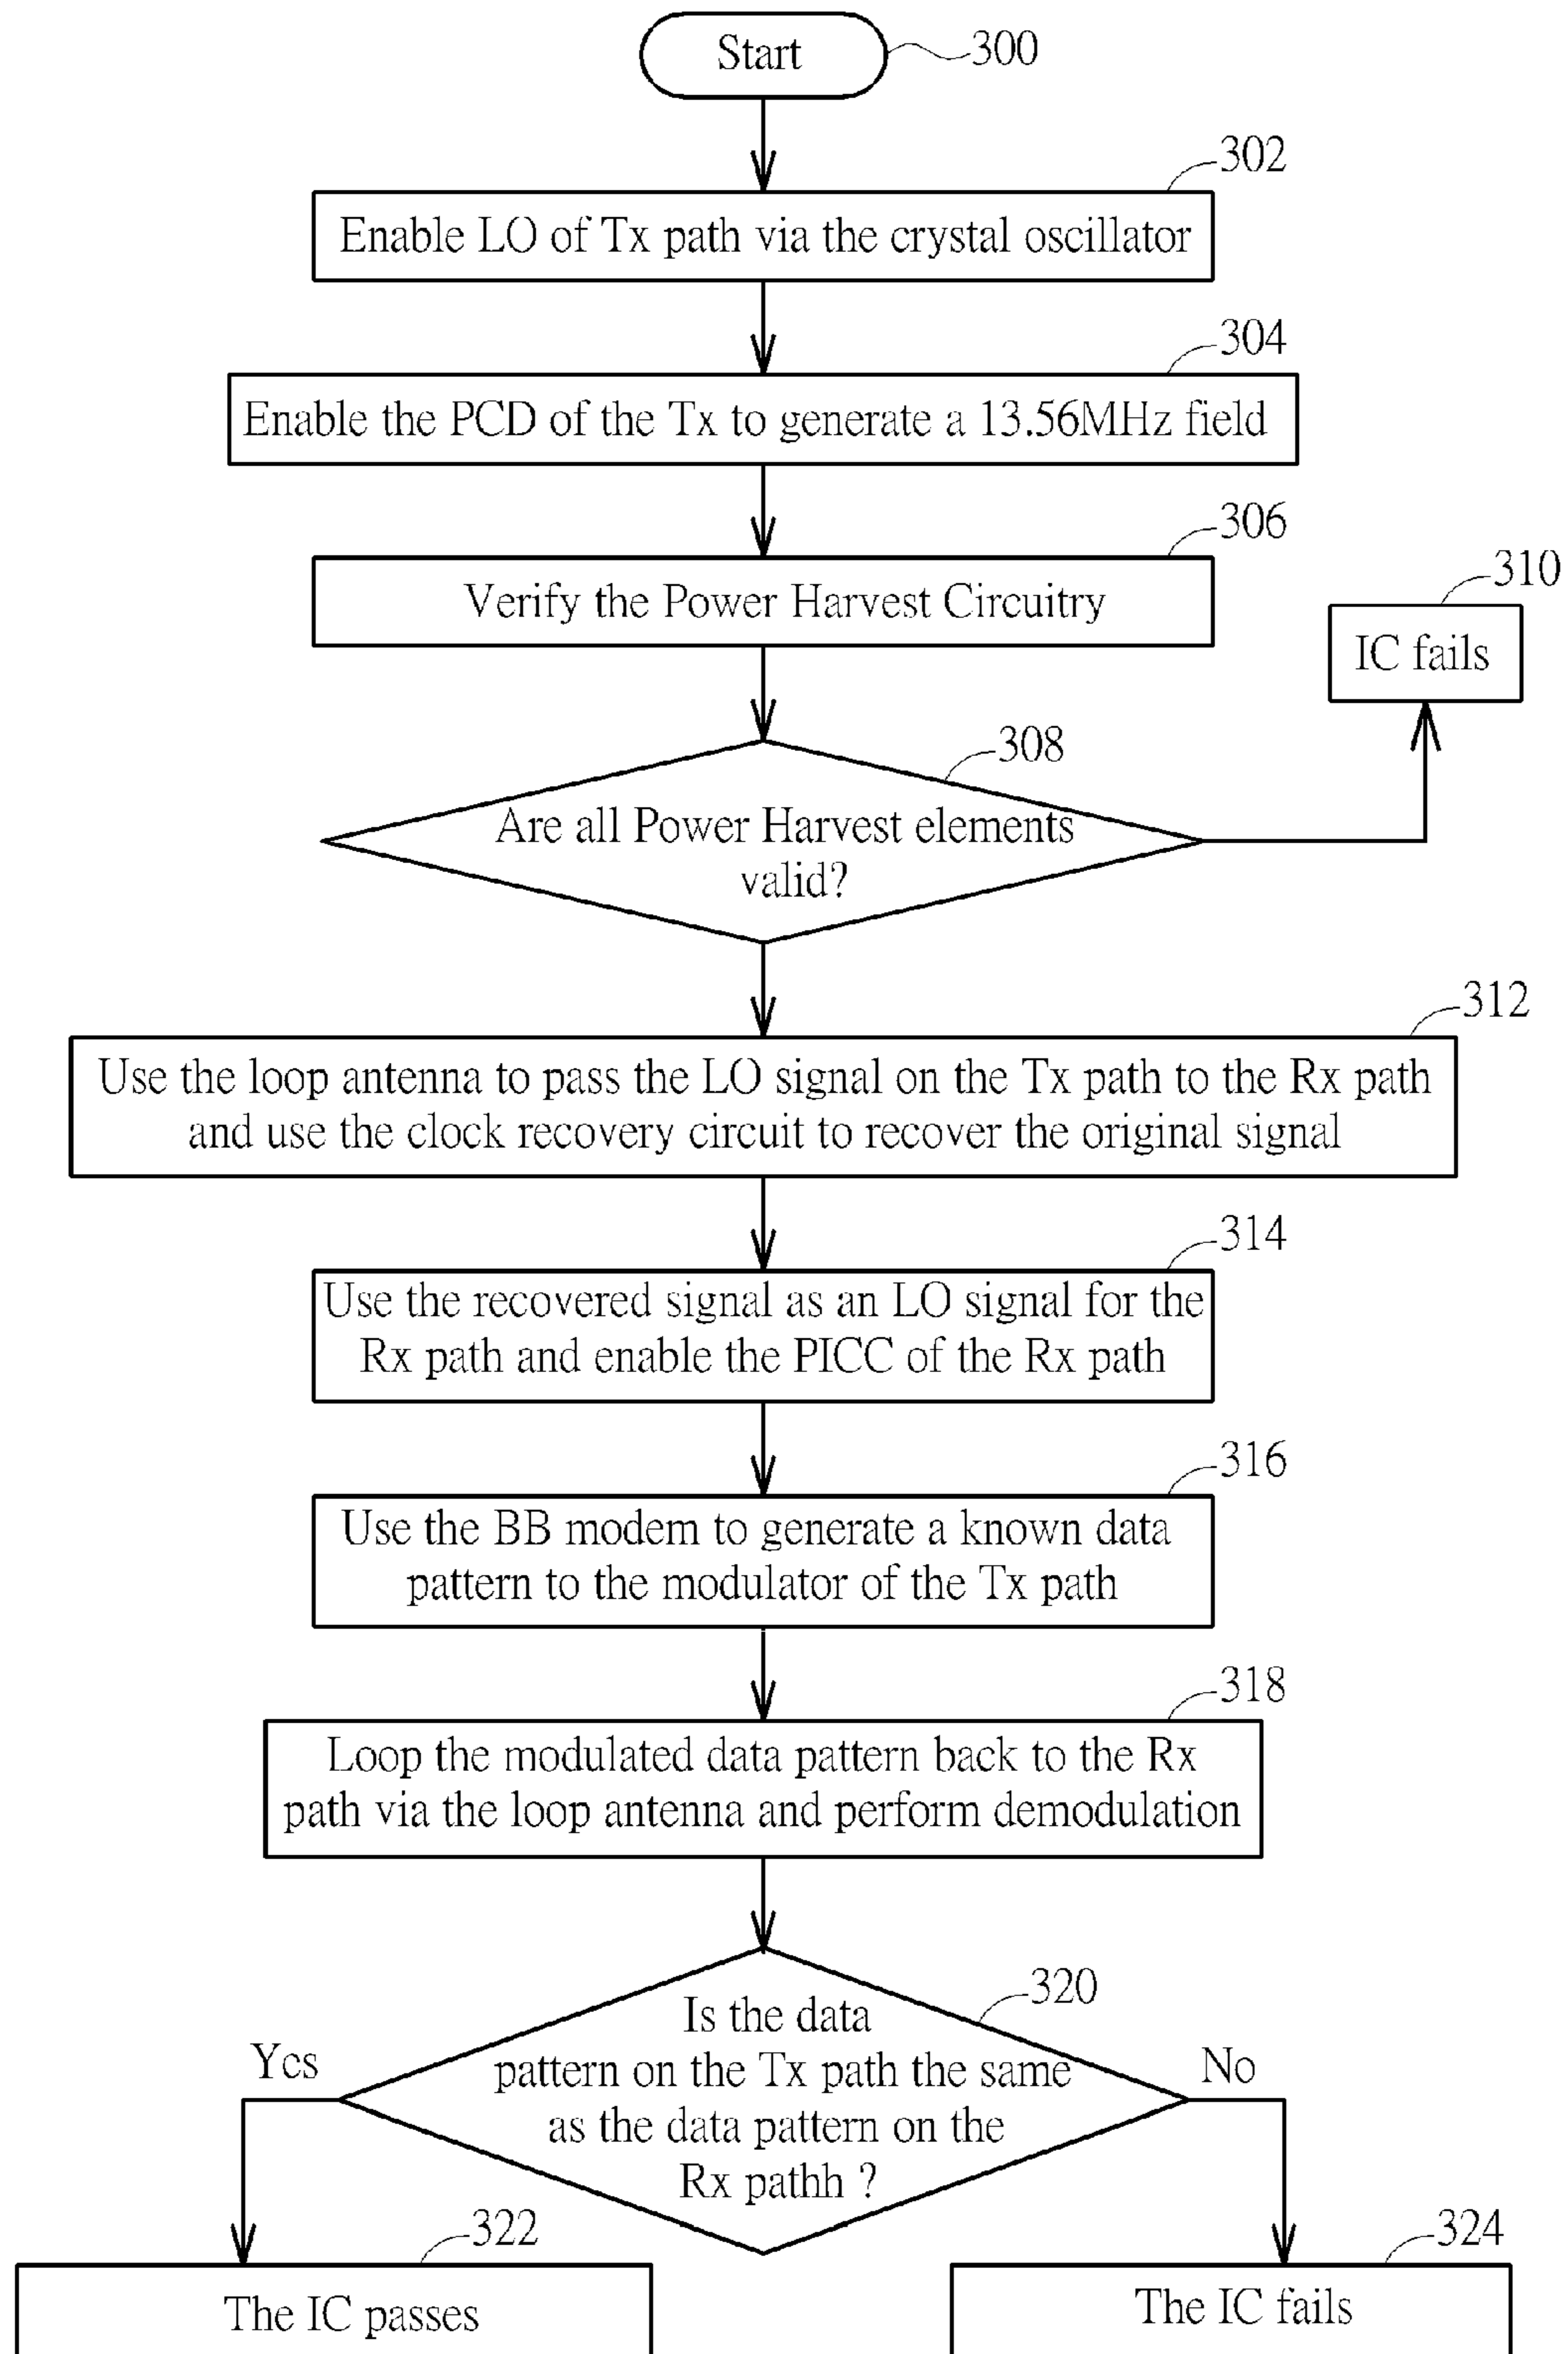 Start
300
302
Enable LO of Tx path via the crystal oscillator
304
Enable the PCD of the Tx to generate a 13.56MHz field
306
Verify the Power Harvest Circuitry
310
IC fails
308
Are all Power Harvest elements
valid?
312
Use the loop antenna to pass the LO signal on the Tx path to the Rx path
and use the clock recovery circuit to recover the original signal
314
Use the recovered signal as an LO signal for the
Rx path and enable the PICC of the Rx path
316
Use the BB modem to generate a known data
pattern to the modulator of the Tx path
318
Loop the modulated data pattern back to the Rx
path via the loop antenna and perform demodulation
320
Is the data
pattern on the Tx path the same
as the data pattern on the
Rx pathh ?
Yes
No
322
The IC passes
324
The IC fails